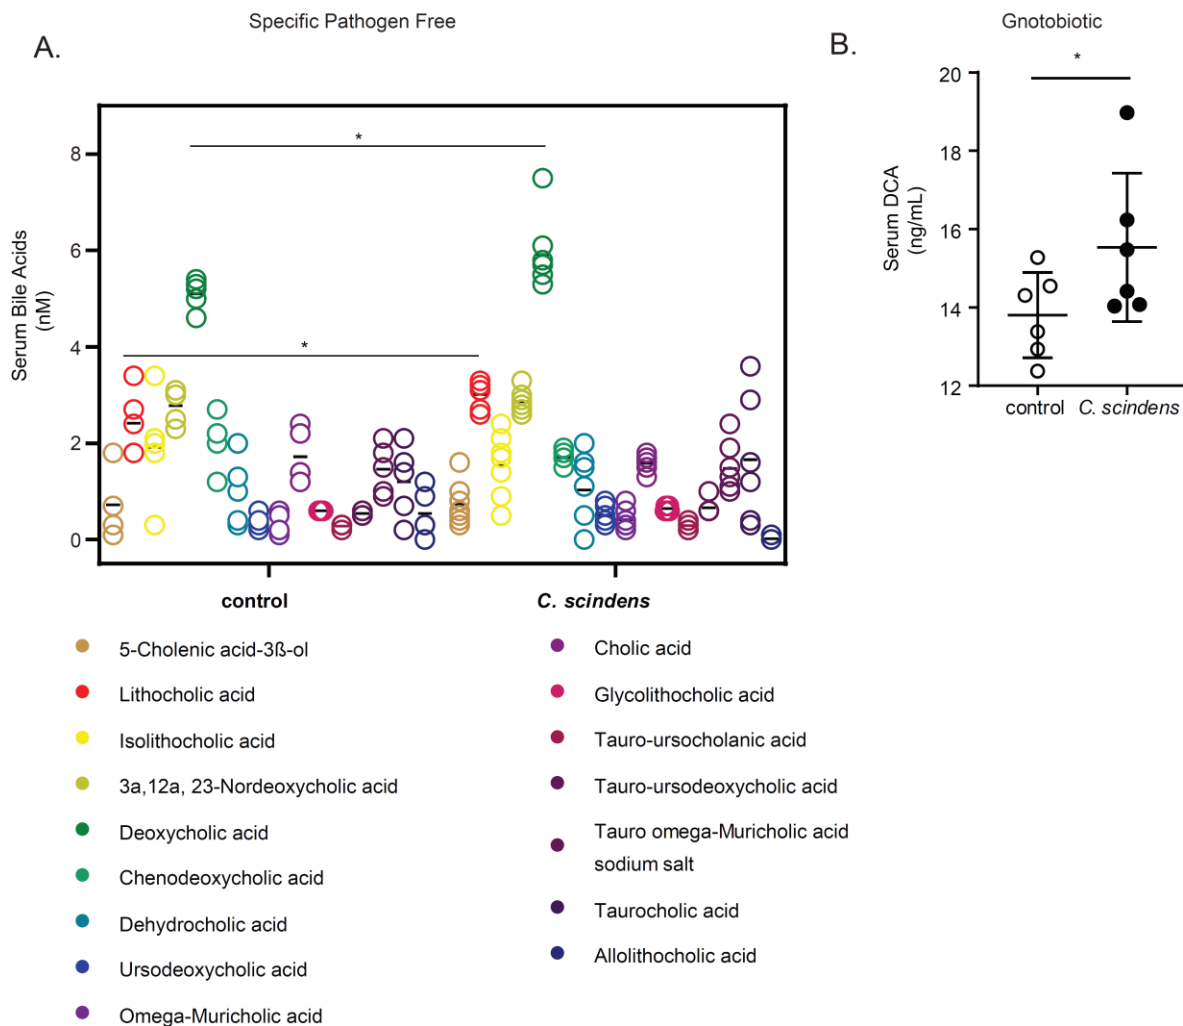 Specific Pathogen Free
Gnotobiotic
A.
B.
*
*
*
Serum Bile Acids
(nM)
8
6
4
2
0
control
C. scindens
Serum DCA
(ng/mL)
20
18
16
14
12
control
C. scindens
5-Cholenic acid-3ß-ol
Lithocholic acid
Isolithocholic acid
3a,12a, 23-Nordeoxycholic acid
Deoxycholic acid
Chenodeoxycholic acid
Dehydrocholic acid
Ursodeoxycholic acid
Omega-Muricholic acid
Cholic acid
Glycolithocholic acid
Tauro-ursocholanic acid
Tauro-ursodeoxycholic acid
Tauro omega-Muricholic acid
sodium salt
Taurocholic acid
Allolithocholic acid